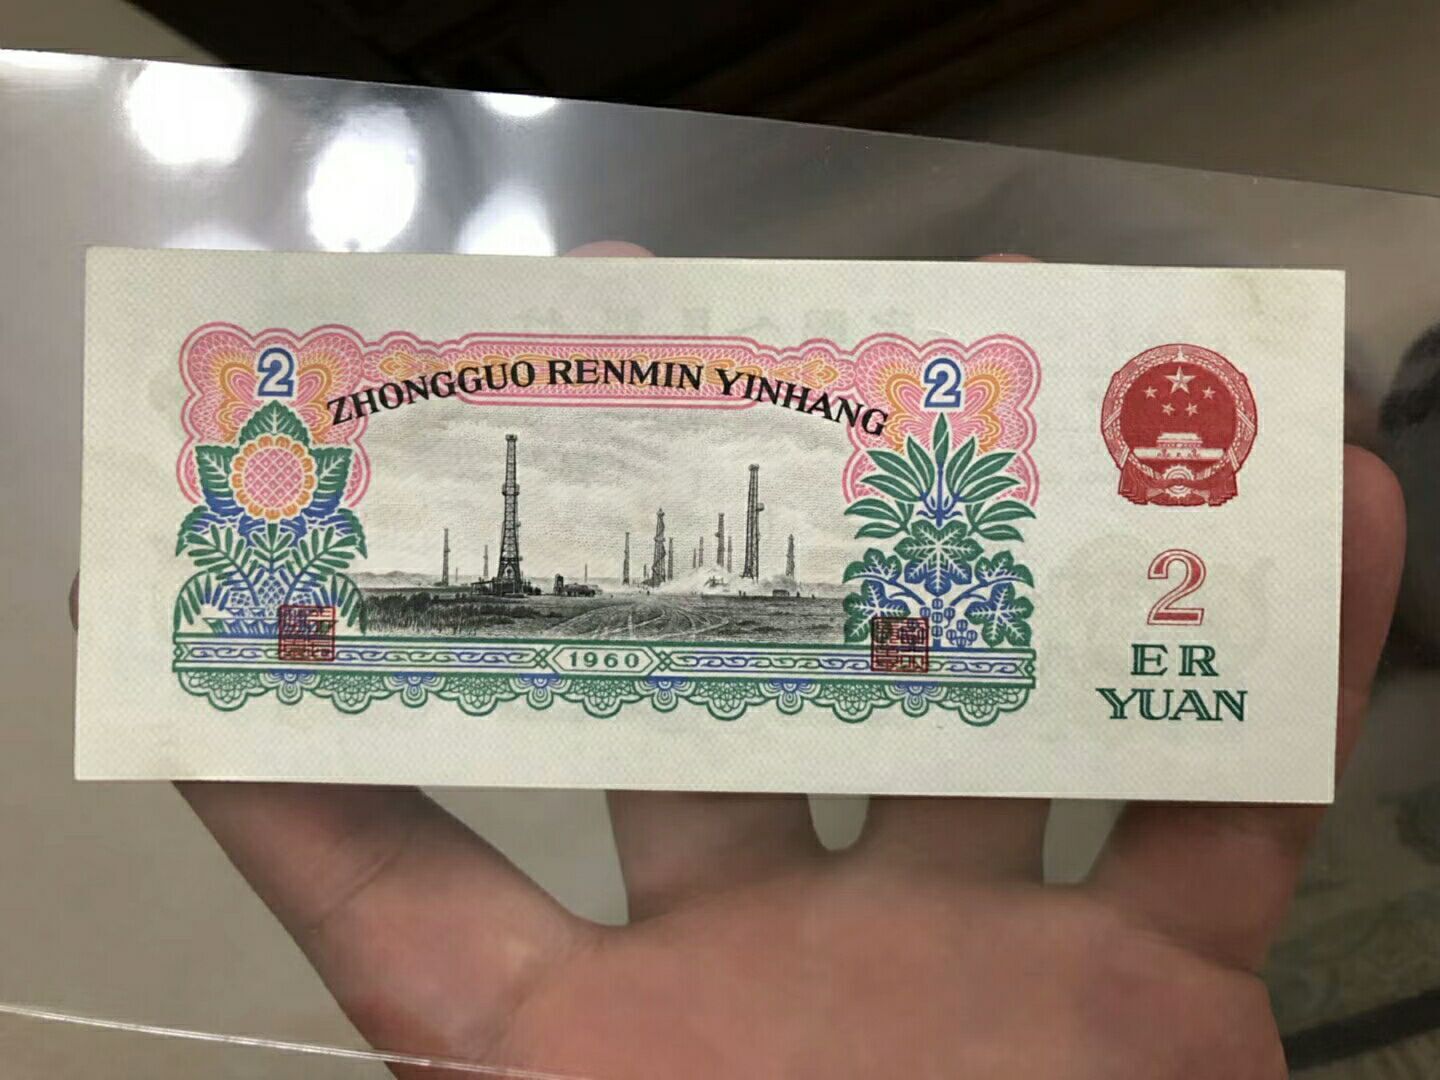 2
2
ZHONGGUO RENMIN YINHANG
1960
2
ER
YUAN